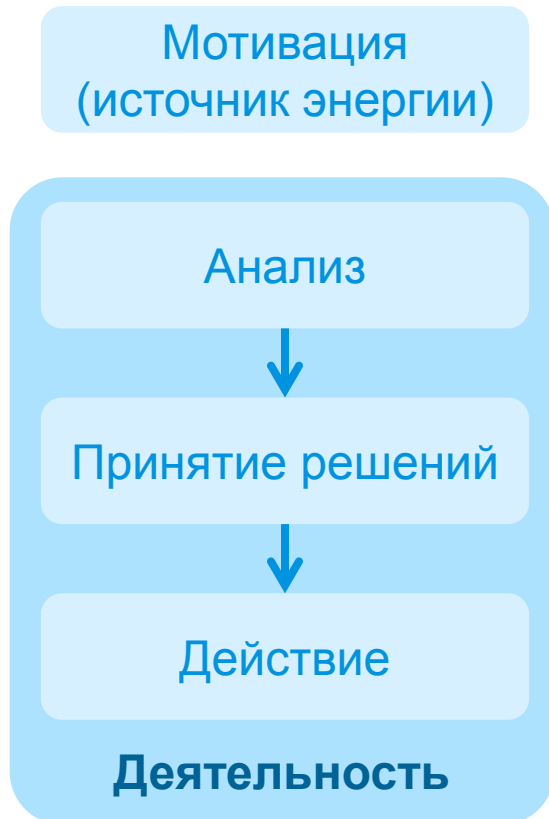 Мотивация
(источник энергии)
Анализ
Принятие решений
Действие
Деятельность